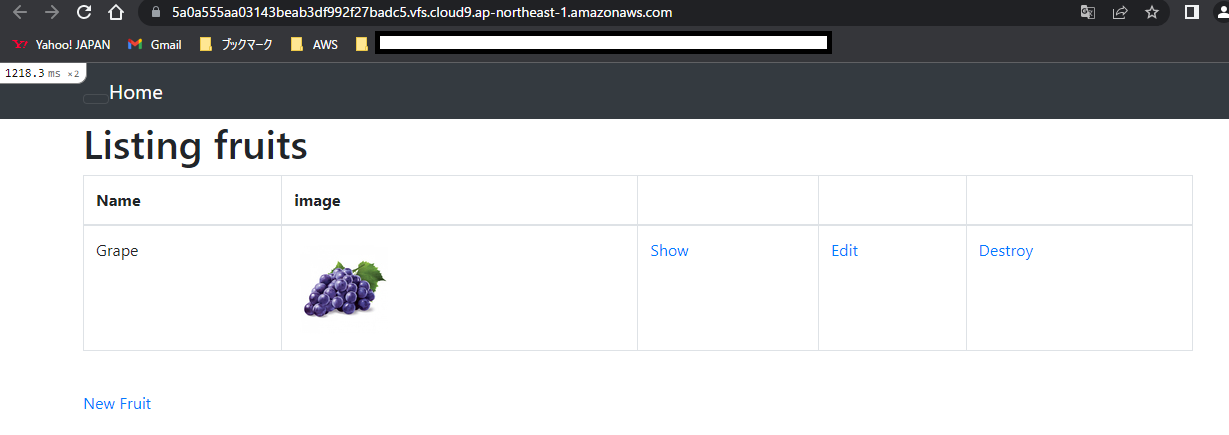 5a0a555aa03143beab3df992f27badc5.vfs.cloud9.ap-northeast-1.amazonaws.com
Yahoo! JAPAN Gmail ブックマーク AWS
1218.3 ms ×2
Home
Listing fruits
Name image
Grape Show Edit Destroy
New Fruit